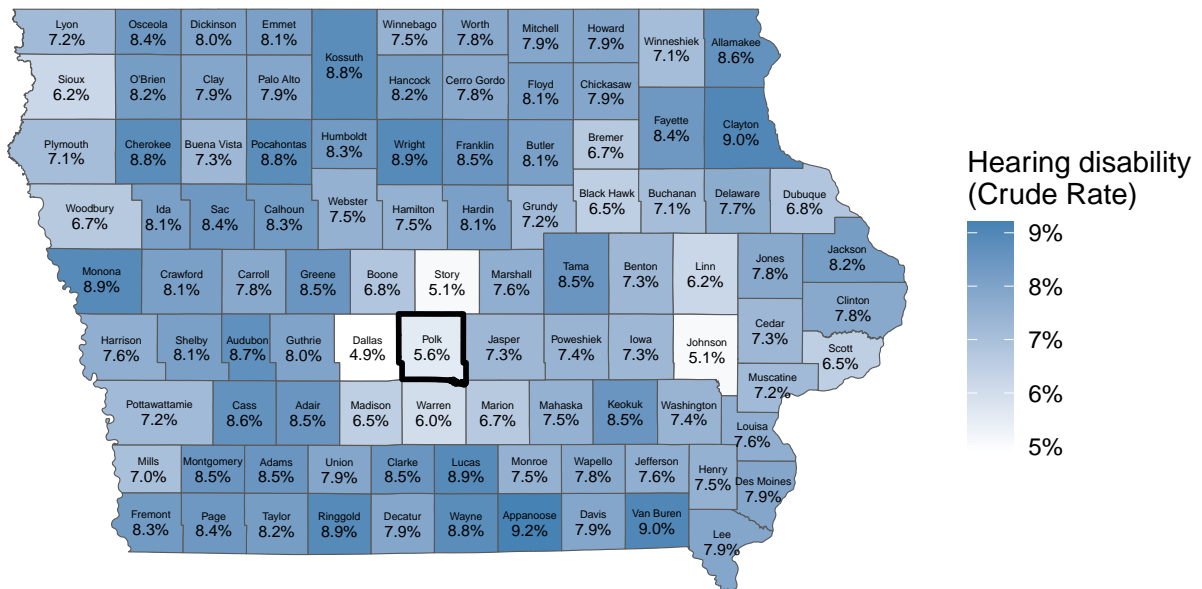 Lyon
7.2%
Osceola
8.4%
Dickinson
8.0%
Emmet
8.1%
Kossuth
8.8%
Winnebago
7.5%
Worth
7.8%
Mitchell
7.9%
Howard
7.9%
Winneshiek
7.1%
Allamakee
8.6%
Sioux
6.2%
O'Brien
8.2%
Clay
7.9%
Palo Alto
7.9%
Hancock
8.2%
Cerro Gordo
7.8%
Floyd
8.1%
Chickasaw
7.9%
Fayette
8.4%
Clayton
9.0%
Plymouth
7.1%
Cherokee
8.8%
Buena Vista
7.3%
Pocahontas
8.8%
Humboldt
8.3%
Wright
8.9%
Franklin
8.5%
Butler
8.1%
Bremer
6.7%
Woodbury
6.7%
Ida
8.1%
Sac
8.4%
Calhoun
8.3%
Webster
7.5%
Hamilton
7.5%
Hardin
8.1%
Grundy
7.2%
Black Hawk
6.5%
Buchanan
7.1%
Delaware
7.7%
Dubuque
6.8%
Monona
8.9%
Crawford
8.1%
Carroll
7.8%
Greene
8.5%
Boone
6.8%
Story
5.1%
Marshall
7.6%
Tama
8.5%
Benton
7.3%
Linn
6.2%
Jones
7.8%
Jackson
8.2%
Clinton
7.8%
Harrison
7.6%
Shelby
8.1%
Audubon
8.7%
Guthrie
8.0%
Dallas
4.9%
Polk
5.6%
Jasper
7.3%
Poweshiek
7.4%
Iowa
7.3%
Johnson
5.1%
Cedar
7.3%
Scott
6.5%
Muscatine
7.2%
Pottawattamie
7.2%
Cass
8.6%
Adair
8.5%
Madison
6.5%
Warren
6.0%
Marion
6.7%
Mahaska
7.5%
Keokuk
8.5%
Washington
7.4%
Louisa
7.6%
Mills
7.0%
Montgomery
8.5%
Adams
8.5%
Union
7.9%
Clarke
8.5%
Lucas
8.9%
Monroe
7.5%
Wapello
7.8%
Jefferson
7.6%
Henry
7.5%
Des Moines
7.9%
Fremont
8.3%
Page
8.4%
Taylor
8.2%
Ringgold
8.9%
Decatur
7.9%
Wayne
8.8%
Appanoose
9.2%
Davis
7.9%
Van Buren
9.0%
Lee
7.9%
Hearing disability
(Crude Rate)
9%
8%
7%
6%
5%